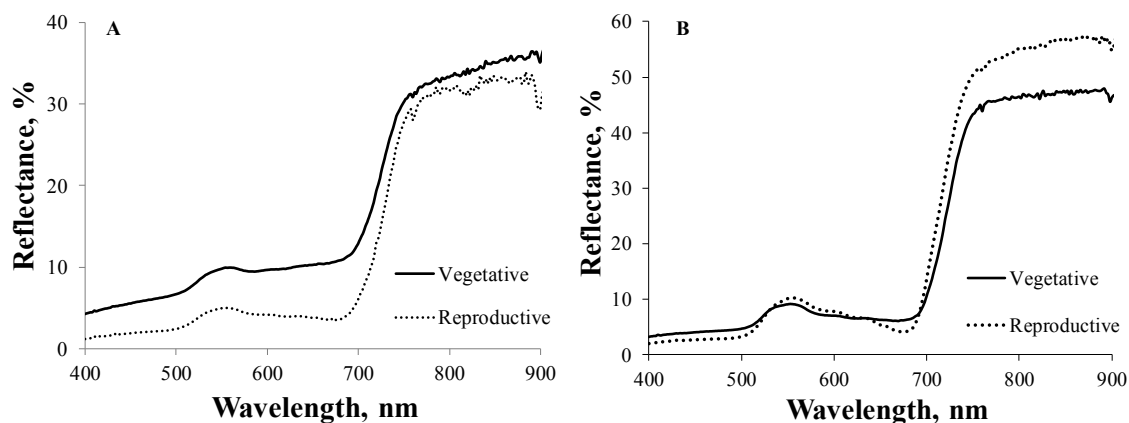 A
Reflectance, %
40
30
20
10
0
Vegetative
Reproductive
400 500 600 700 800 900
Wavelength, nm
B
Reflectance, %
60
50
40
30
20
10
0
Vegetative
Reproductive
400 500 600 700 800 900
Wavelength, nm